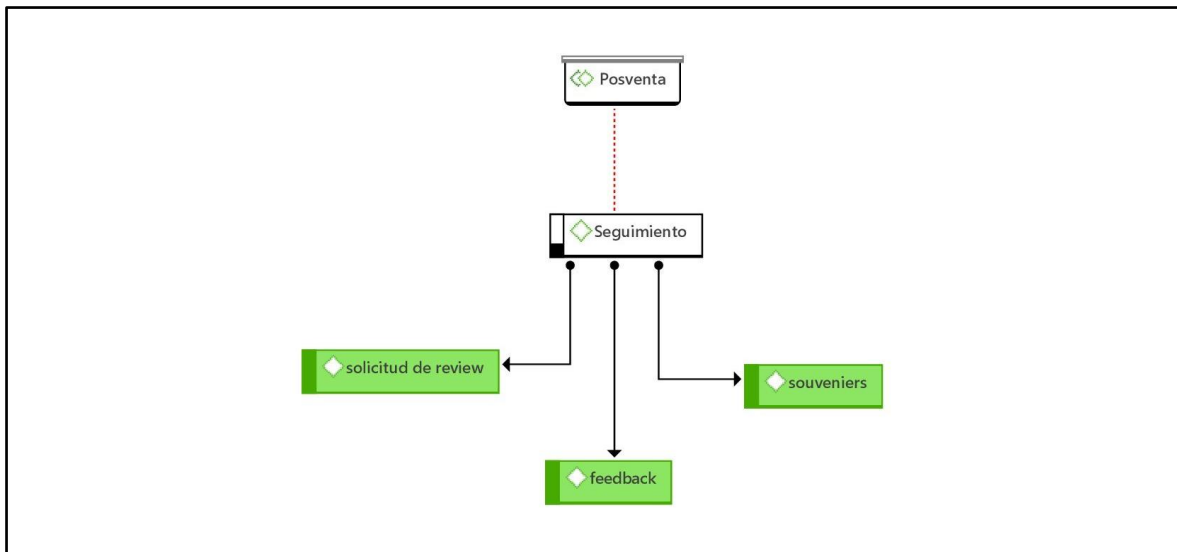 Posventa
Seguimiento
solicitud de review
souveniers
feedback